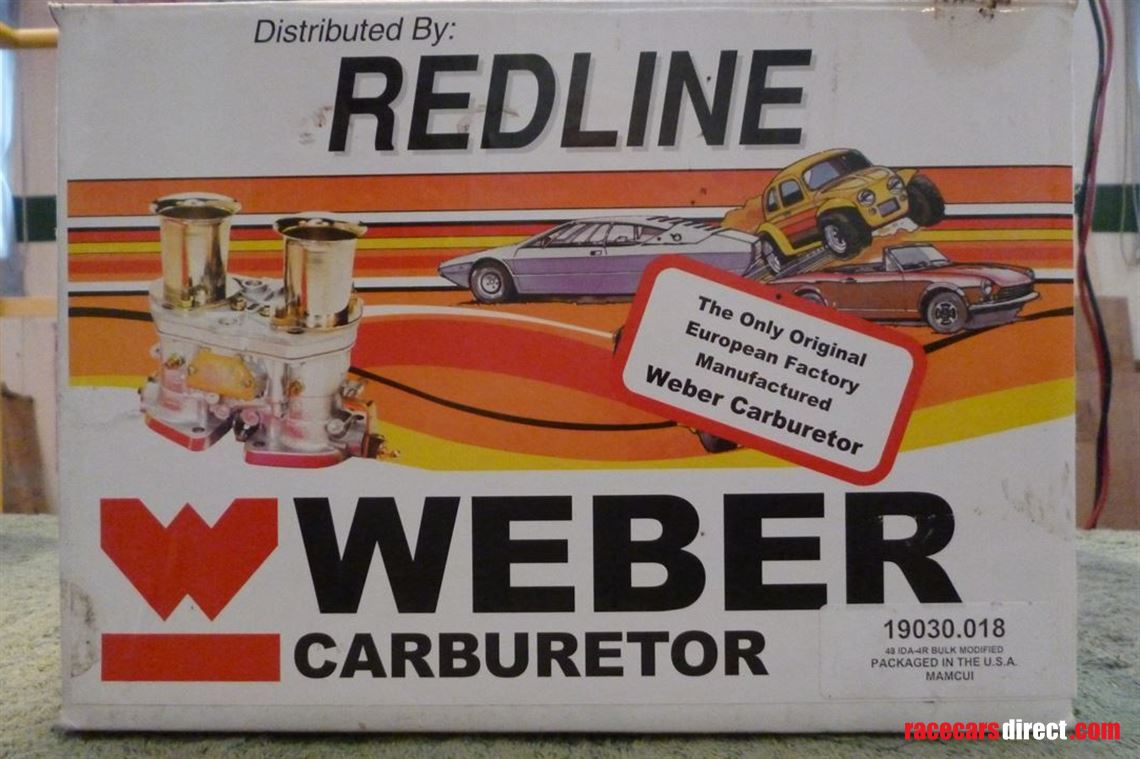 Distributed By:
REDLINE
The Only Original
European Factory
Manufactured
Weber Carburetor
WEBER
CARBURETOR
19030.018
48 IDA-4R BULK MODIFIED
PACKAGED IN THE U.S.A.
MAMCUI
racecarsdirect.com